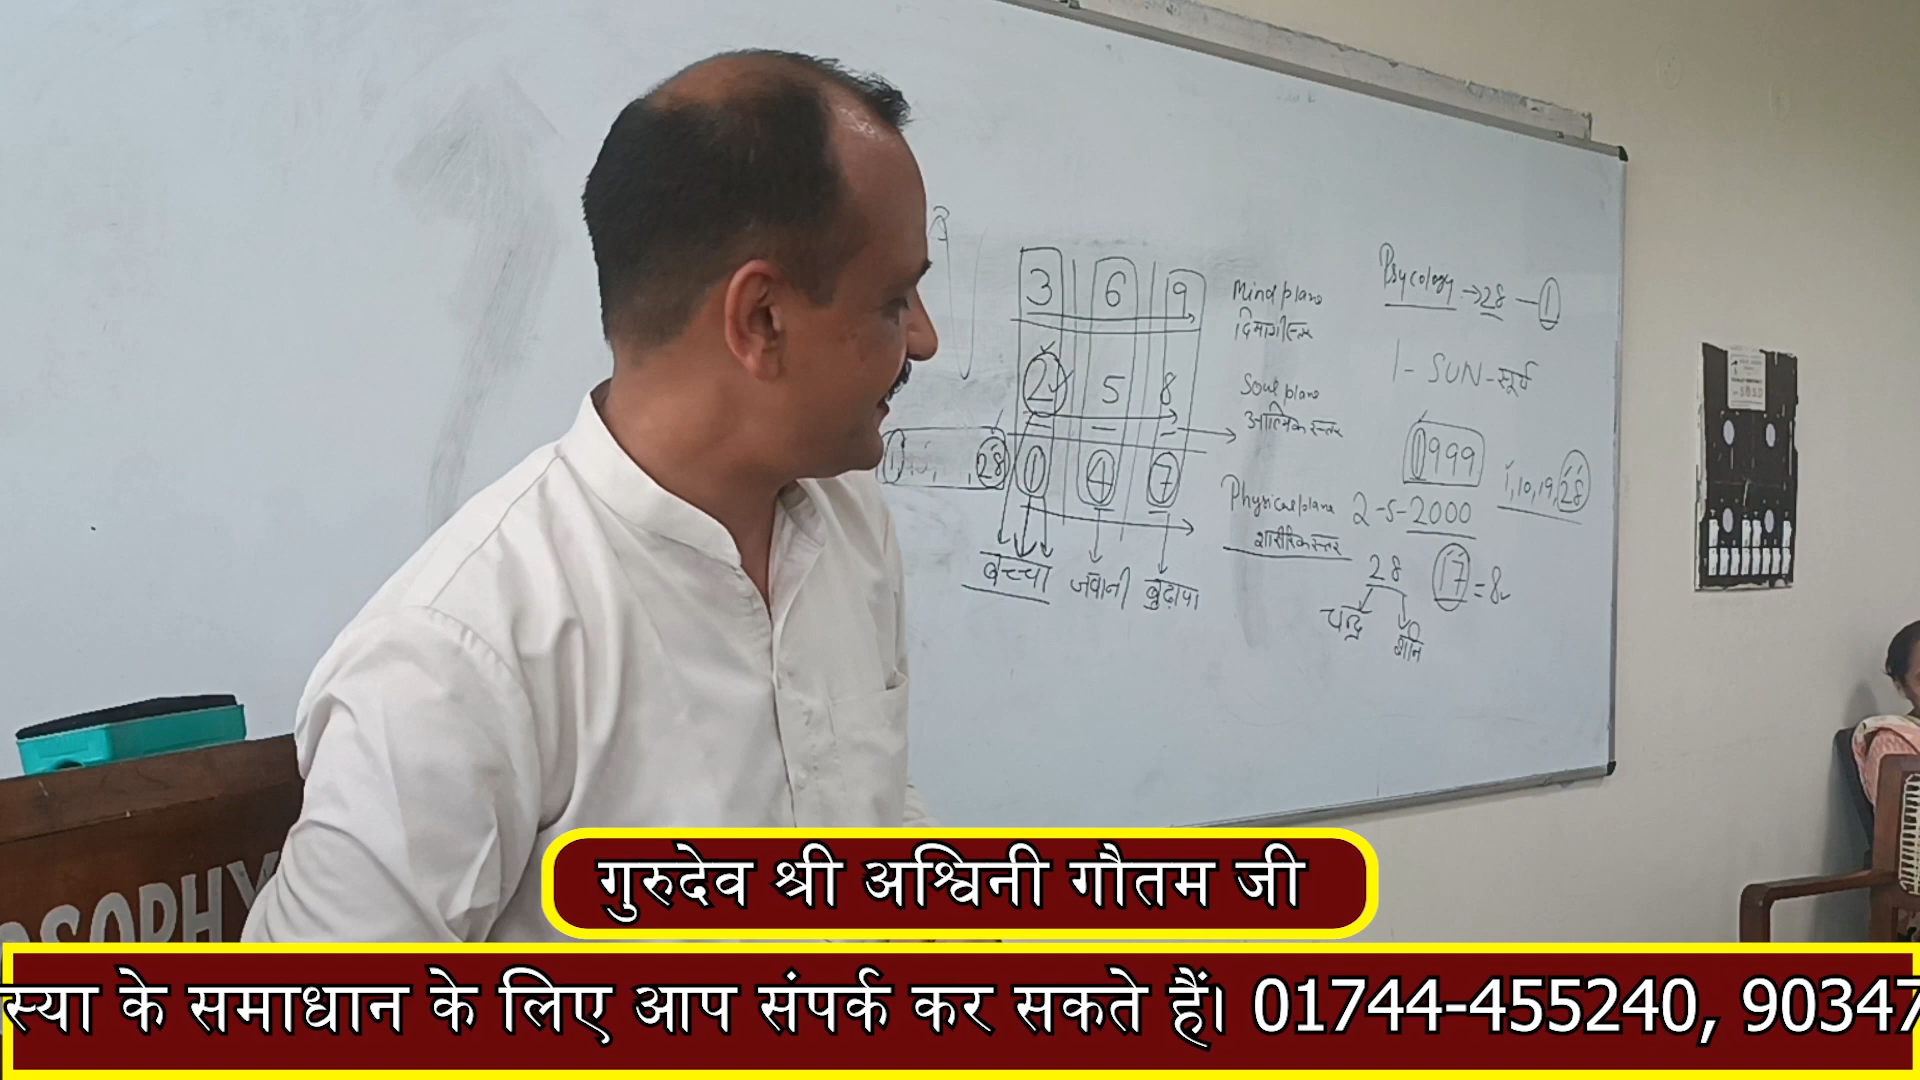 3 6 9 Mind plane
दिमागी स्तर
Psycology → 28 — 1
1 - SUN - सूर्य
2 5 8 Soul plane
आत्मिक स्तर
1999
28 1 4 7 Physical plane
शारीरिक स्तर
2-5-2000
1, 10, 19, 28
बच्चा जवानी बुढ़ापा
28
चन्द्र शनि
17 = 8
OSOPHY
गुरुदेव श्री अश्विनी गौतम जी
स्या के समाधान के लिए आप संपर्क कर सकते हैं। 01744-455240, 90347